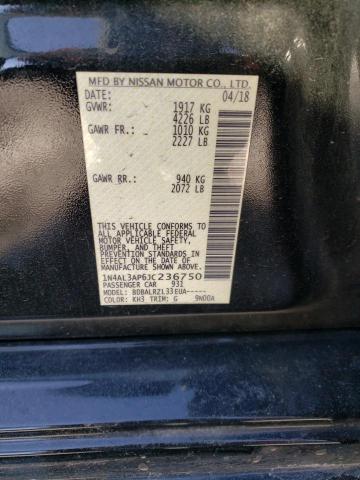 MFD BY NISSAN MOTOR CO., LTD.
DATE: 04/18
GVWR: 1917 KG
4226 LB
GAWR FR: 1010 KG
2227 LB
GAWR RR: 940 KG
2072 LB
THIS VEHICLE CONFORMS TO ALL
APPLICABLE FEDERAL
MOTOR VEHICLE SAFETY,
BUMPER, AND THEFT
PREVENTION STANDARDS IN
EFFECT ON THE DATE OF
MANUFACTURE SHOWN ABOVE.
1N4AL3AP6JC236750
PASSENGER CAR 931
MODEL: BDBALRZL33EUA-----
COLOR: KH3 TRIM: G 9N00A